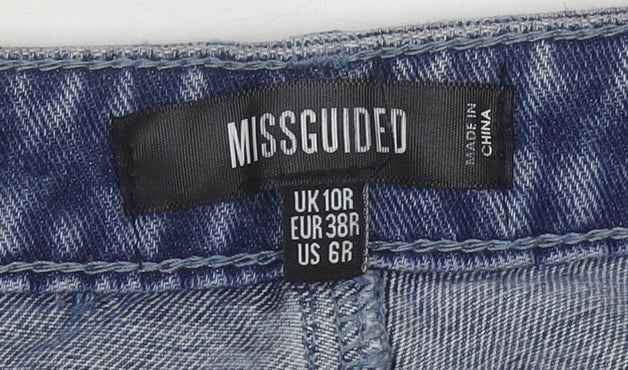 MISSGUIDED
MADE IN
CHINA
UK 10R
EUR 38R
US 6R